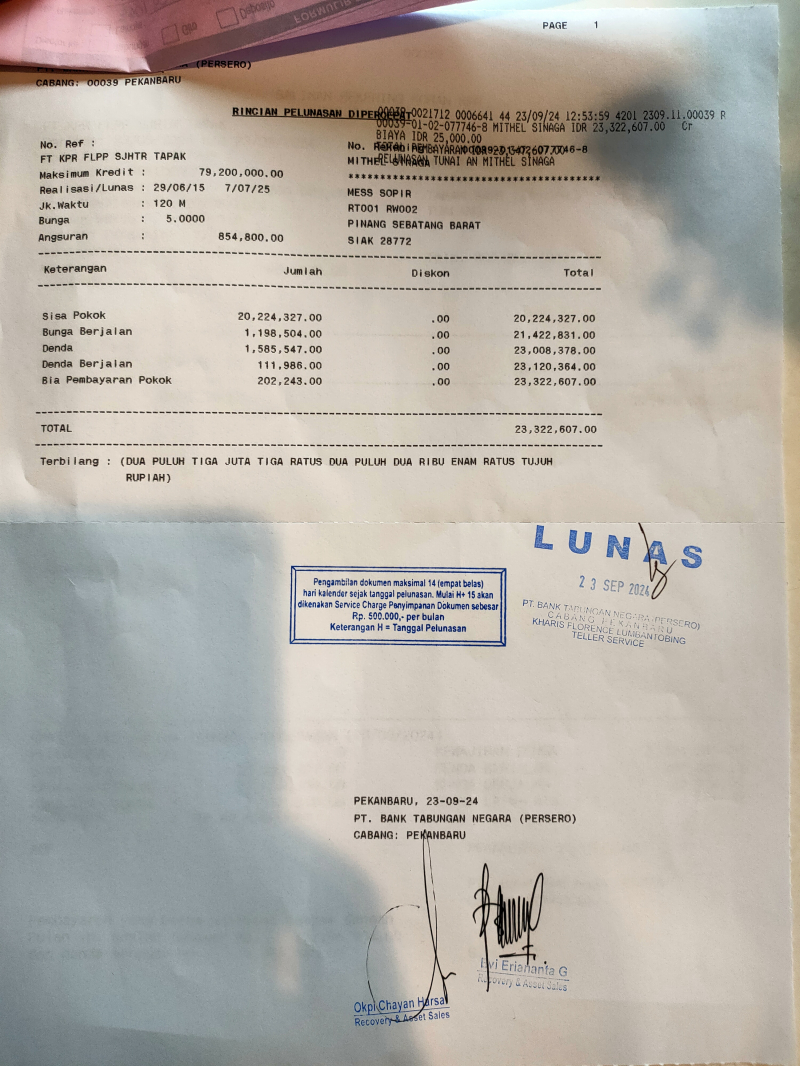 Giro Deposito FORMULIR
PAGE 1
(PERSERO)
CABANG: 00039 PEKANBARU
RINCIAN PELUNASAN DIPERCEPAT
00039 0021712 0006641 44 23/09/24 12:53:59 4201 2309.11.00039 R
00039-01-02-077746-8 MITHEL SINAGA IDR 23,322,607.00 Cr
BIAYA IDR 25,000.00
PELUNASAN TUNAI AN MITHEL SINAGA
No. Ref :
FT KPR FLPP SJHTR TAPAK
MITHEL SINAGA
Maksimum Kredit : 79,200,000.00
****************************************
Realisasi/Lunas : 29/06/15 7/07/25
MESS SOPIR
Jk.Waktu : 120 M
RT001 RW002
Bunga : 5.0000
PINANG SEBATANG BARAT
Angsuran : 854,800.00
SIAK 28772
Keterangan Jumlah Diskon Total
Sisa Pokok 20,224,327.00 .00 20,224,327.00
Bunga Berjalan 1,198,504.00 .00 21,422,831.00
Denda 1,585,547.00 .00 23,008,378.00
Denda Berjalan 111,986.00 .00 23,120,364.00
Bia Pembayaran Pokok 202,243.00 .00 23,322,607.00
TOTAL 23,322,607.00
Terbilang : (DUA PULUH TIGA JUTA TIGA RATUS DUA PULUH DUA RIBU ENAM RATUS TUJUH
RUPIAH)
LUNAS
23 SEP 2024
PT. BANK TABUNGAN NEGARA (PERSERO)
CABANG PEKANBARU
KHARIS FLORENCE LUMBANTOBING
TELLER SERVICE
Pengambilan dokumen maksimal 14 (empat belas)
hari kalender sejak tanggal pelunasan. Mulai H+ 15 akan
dikenakan Service Charge Penyimpanan Dokumen sebesar
Rp. 500.000,- per bulan
Keterangan H = Tanggal Pelunasan
PEKANBARU, 23-09-24
PT. BANK TABUNGAN NEGARA (PERSERO)
CABANG: PEKANBARU
Evi Eriananta G
Recovery & Asset Sales
Okpi Chayan Harsa
Recovery & Asset Sales